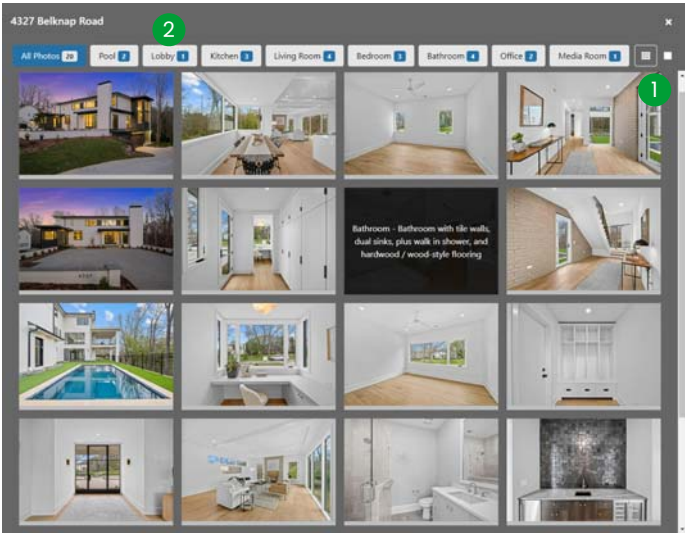 4327 Belknap Road
2
All Photos 20
Pool 2
Lobby 1
Kitchen 3
Living Room 4
Bedroom 3
Bathroom 4
Office 2
Media Room 1
1
Bathroom - Bathroom with tile walls,
dual sinks, plus walk in shower, and
hardwood / wood-style flooring
4327